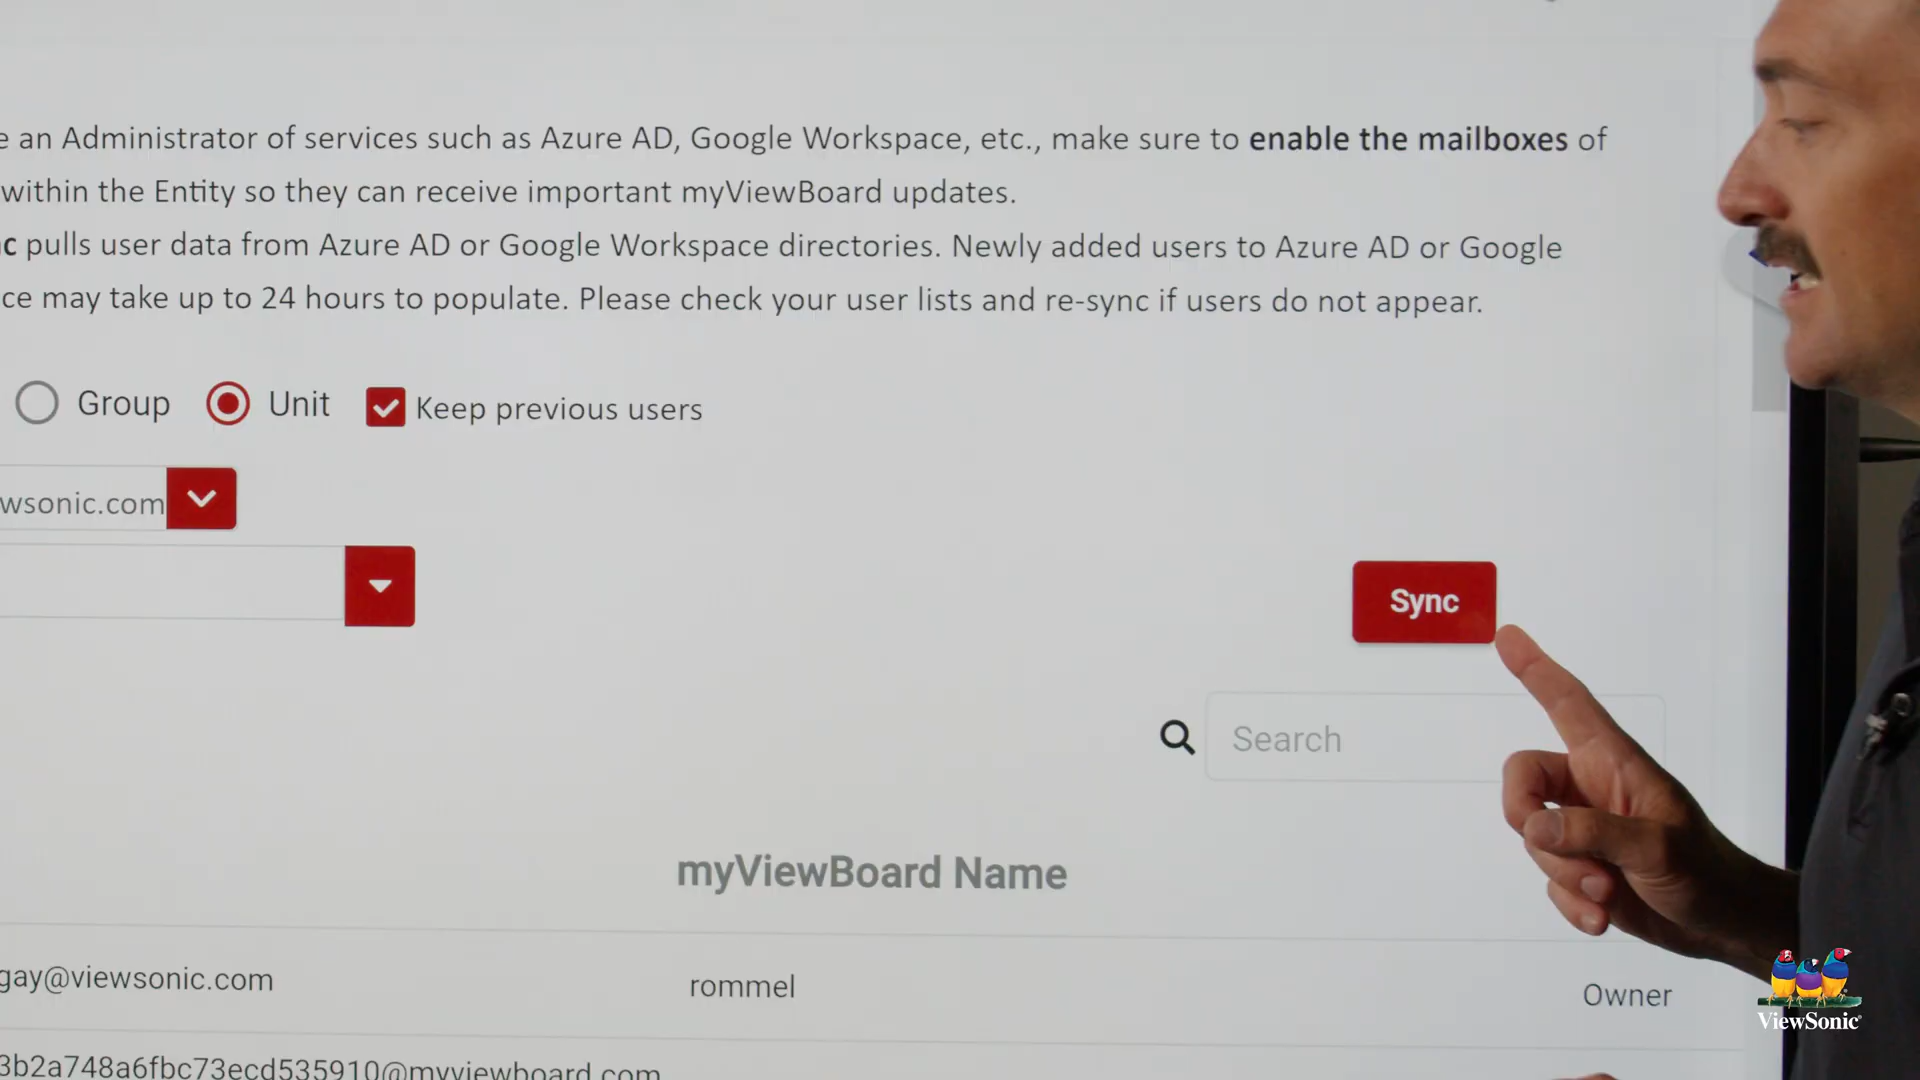 e an Administrator of services such as Azure AD, Google Workspace, etc., make sure to enable the mailboxes of
within the Entity so they can receive important myViewBoard updates.
c pulls user data from Azure AD or Google Workspace directories. Newly added users to Azure AD or Google
ce may take up to 24 hours to populate. Please check your user lists and re-sync if users do not appear.
Group Unit Keep previous users
wsonic.com
Sync
Search
myViewBoard Name
gay@viewsonic.com rommel Owner
3b2a748a6fbc73ecd535910@myviewboard.com
ViewSonic